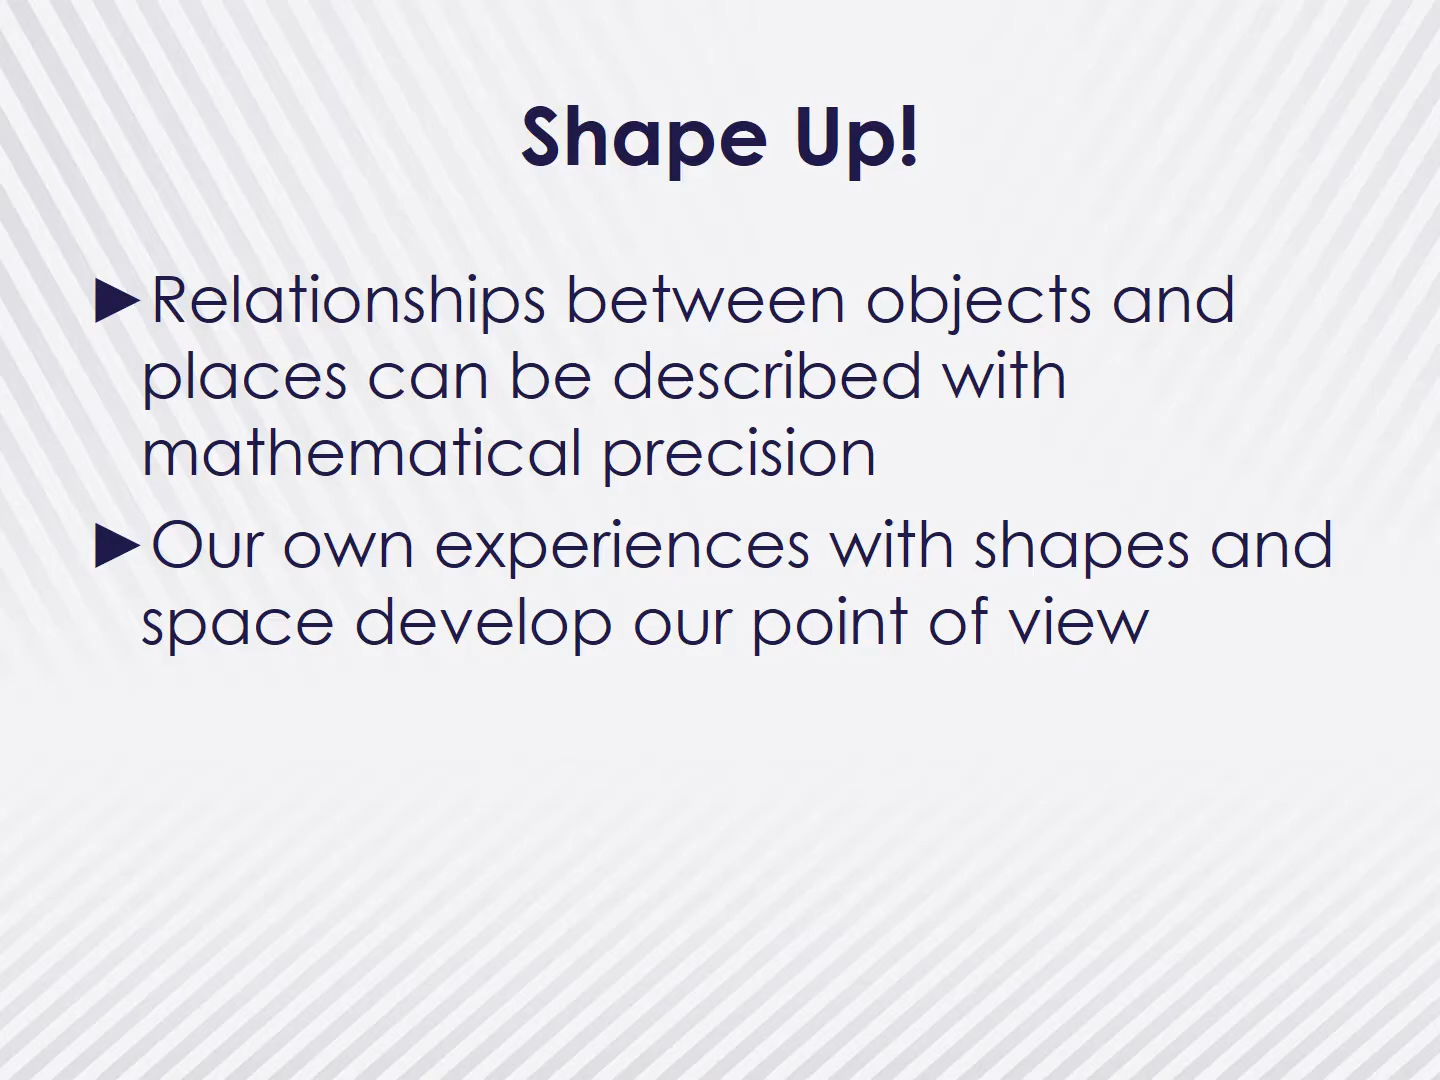 Shape Up!
►Relationships between objects and
places can be described with
mathematical precision
►Our own experiences with shapes and
space develop our point of view